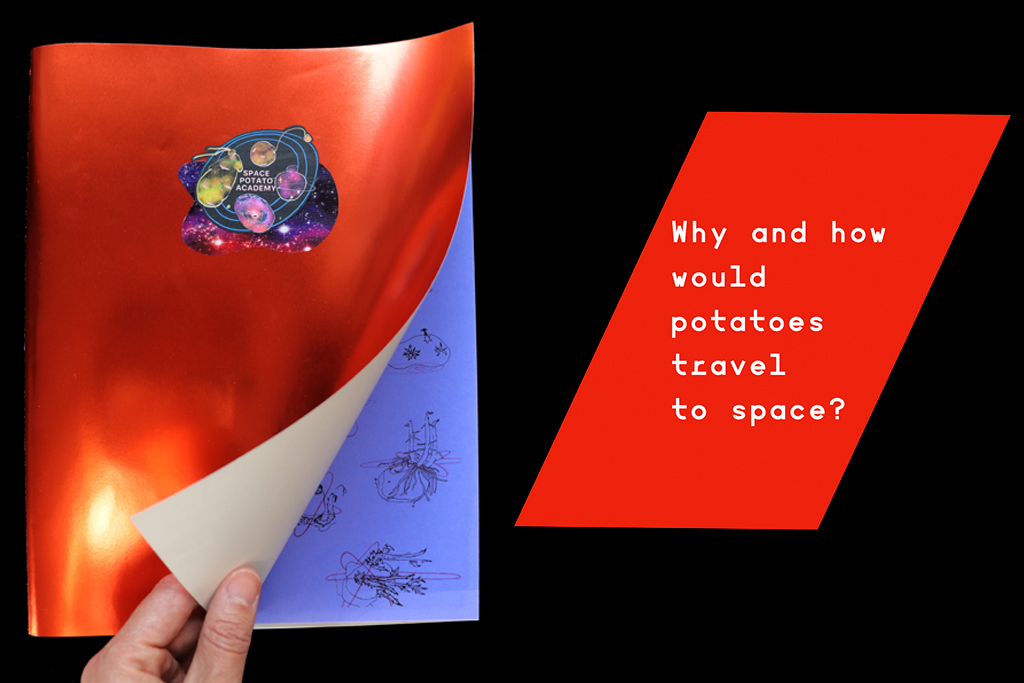 SPACE
POTATO
ACADEMY
Why and how
would
potatoes
travel
to space?